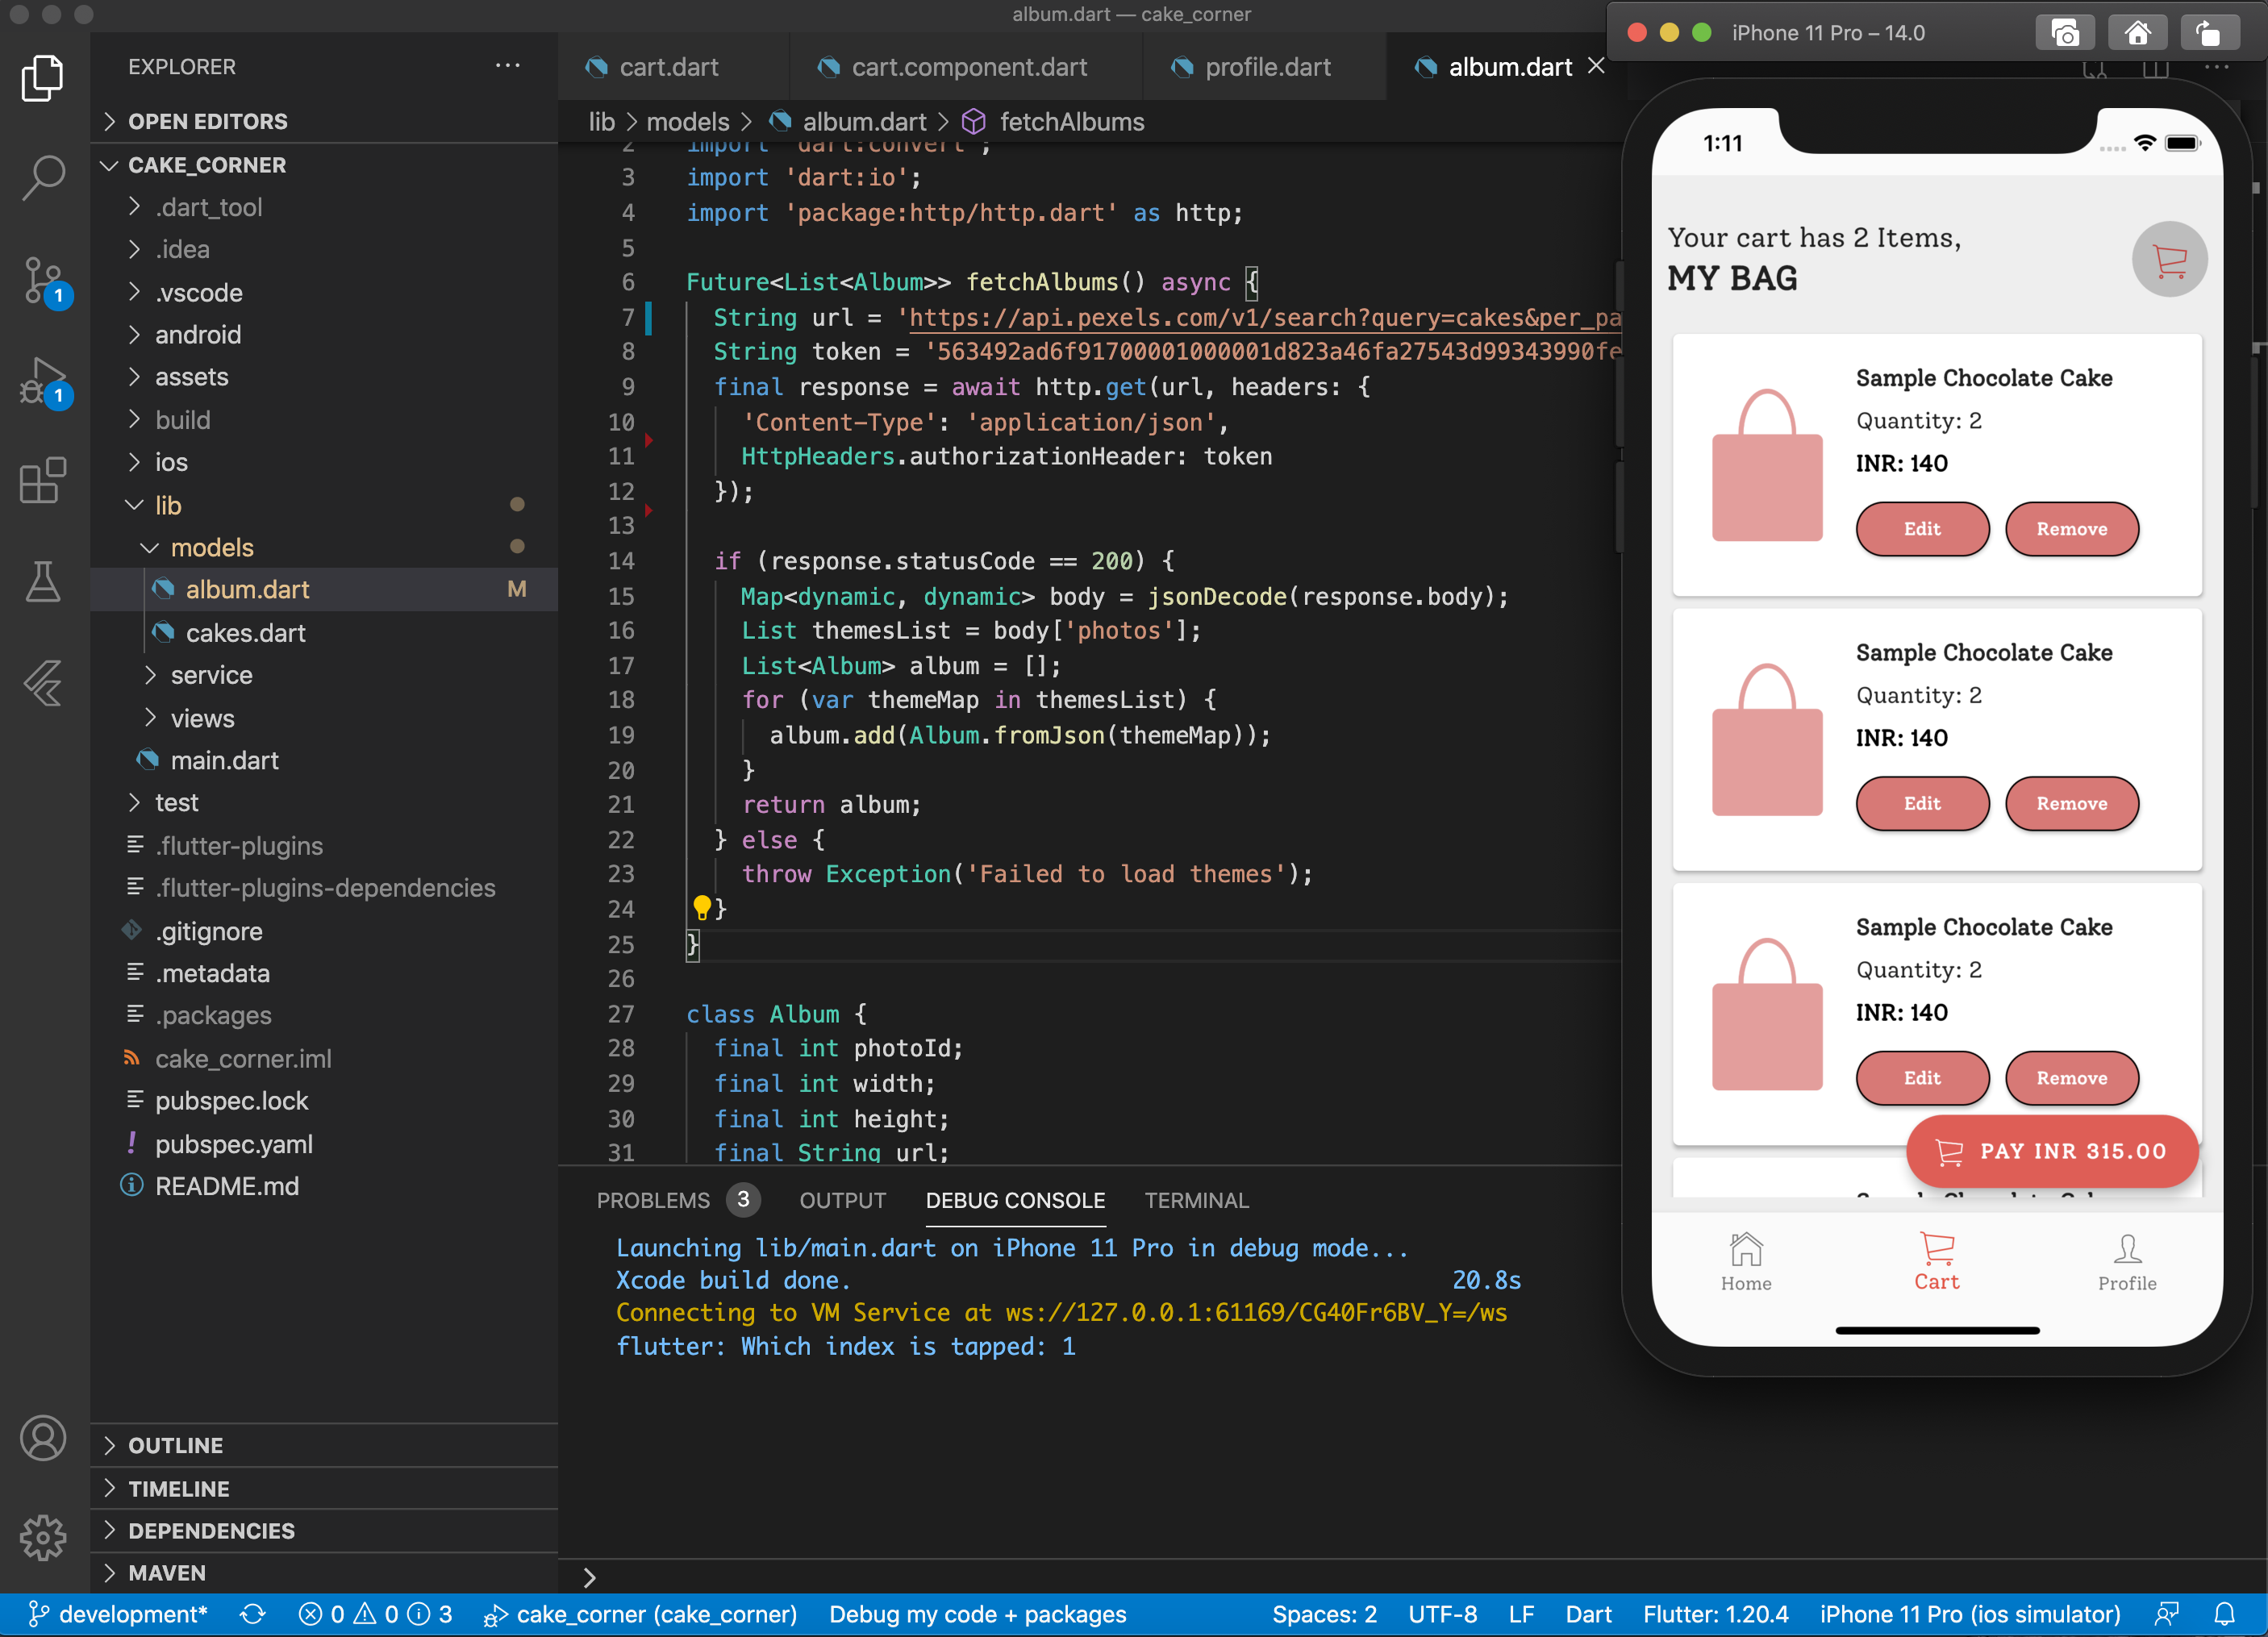 album.dart — cake_corner
EXPLORER
OPEN EDITORS
CAKE_CORNER
.dart_tool
.idea
.vscode
android
assets
build
ios
lib
models
album.dart M
cakes.dart
service
views
main.dart
test
.flutter-plugins
.flutter-plugins-dependencies
.gitignore
.metadata
.packages
cake_corner.iml
pubspec.lock
pubspec.yaml
README.md
OUTLINE
TIMELINE
DEPENDENCIES
MAVEN
1
1
cart.dart cart.component.dart profile.dart album.dart
lib > models > album.dart > fetchAlbums
2 import 'dart:convert';
3 import 'dart:io';
4 import 'package:http/http.dart' as http;
5
6 Future<List<Album>> fetchAlbums() async {
7 String url = 'https://api.pexels.com/v1/search?query=cakes&per_pa
8 String token = '563492ad6f91700001000001d823a46fa27543d99343990fe
9 final response = await http.get(url, headers: {
10 'Content-Type': 'application/json',
11 HttpHeaders.authorizationHeader: token
12 });
13
14 if (response.statusCode == 200) {
15 Map<dynamic, dynamic> body = jsonDecode(response.body);
16 List themesList = body['photos'];
17 List<Album> album = [];
18 for (var themeMap in themesList) {
19 album.add(Album.fromJson(themeMap));
20 }
21 return album;
22 } else {
23 throw Exception('Failed to load themes');
24 }
25 }
26
27 class Album {
28 final int photoId;
29 final int width;
30 final int height;
31 final String url;
PROBLEMS 3 OUTPUT DEBUG CONSOLE TERMINAL
Launching lib/main.dart on iPhone 11 Pro in debug mode...
Xcode build done. 20.8s
Connecting to VM Service at ws://127.0.0.1:61169/CG40Fr6BV_Y=/ws
flutter: Which index is tapped: 1
iPhone 11 Pro – 14.0
1:11
Your cart has 2 Items,
MY BAG
Sample Chocolate Cake
Quantity: 2
INR: 140
Edit Remove
Sample Chocolate Cake
Quantity: 2
INR: 140
Edit Remove
Sample Chocolate Cake
Quantity: 2
INR: 140
Edit Remove
PAY INR 315.00
Sample Chocolate Cake
Home Cart Profile
development* 0 0 3 cake_corner (cake_corner) Debug my code + packages Spaces: 2 UTF-8 LF Dart Flutter: 1.20.4 iPhone 11 Pro (ios simulator)